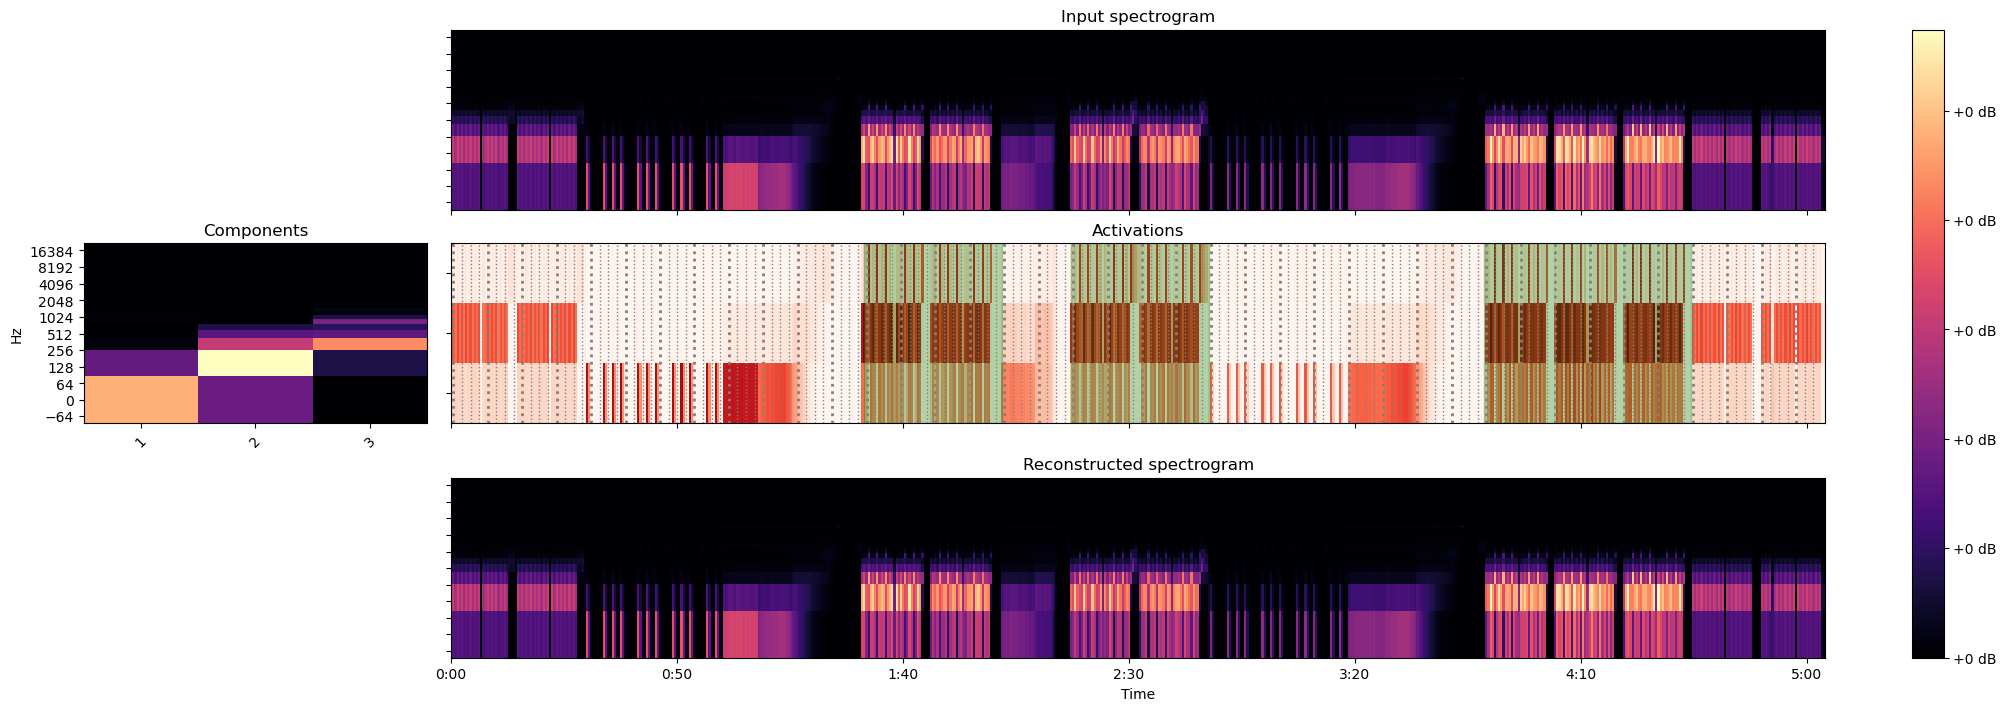 Input spectrogram
Components
Activations
Hz
16384
8192
4096
2048
1024
512
256
128
64
0
−64
1
2
3
Reconstructed spectrogram
0:00
0:50
1:40
2:30
3:20
4:10
5:00
Time
+0 dB
+0 dB
+0 dB
+0 dB
+0 dB
+0 dB